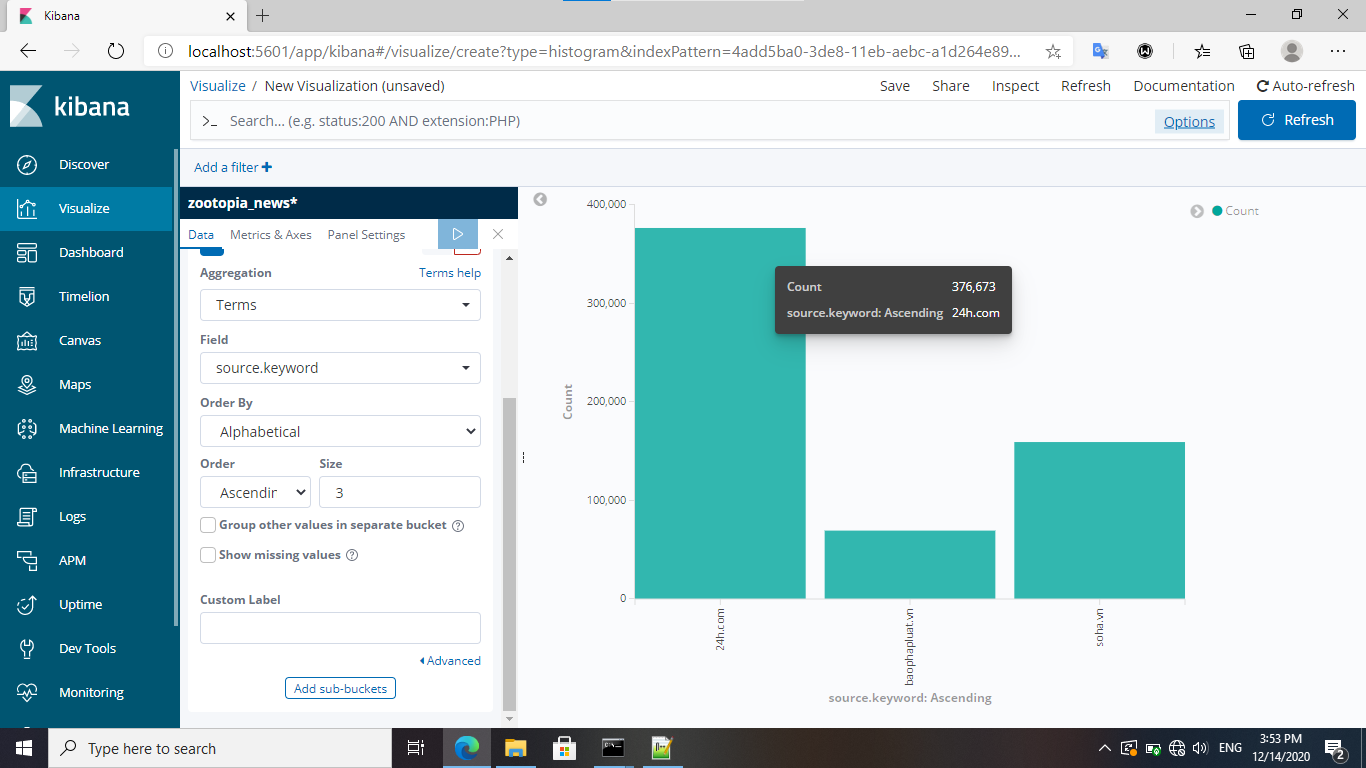 Kibana
localhost:5601/app/kibana#/visualize/create?type=histogram&indexPattern=4add5ba0-3de8-11eb-aebc-a1d264e89...
kibana
Discover
Visualize
Dashboard
Timelion
Canvas
Maps
Machine Learning
Infrastructure
Logs
APM
Uptime
Dev Tools
Monitoring
Visualize / New Visualization (unsaved)
Save Share Inspect Refresh Documentation Auto-refresh
>_ Search... (e.g. status:200 AND extension:PHP)
Options
Refresh
Add a filter +
zootopia_news*
Data Metrics & Axes Panel Settings
Aggregation Terms help
Terms
Field
source.keyword
Order By
Alphabetical
Order Size
Ascendir 3
Group other values in separate bucket ?
Show missing values ?
Custom Label
Advanced
Add sub-buckets
400,000
300,000
200,000
100,000
0
Count
Count 376,673
source.keyword: Ascending 24h.com
Count
24h.com
baophapluat.vn
soha.vn
source.keyword: Ascending
Type here to search
ENG
3:53 PM
12/14/2020
2